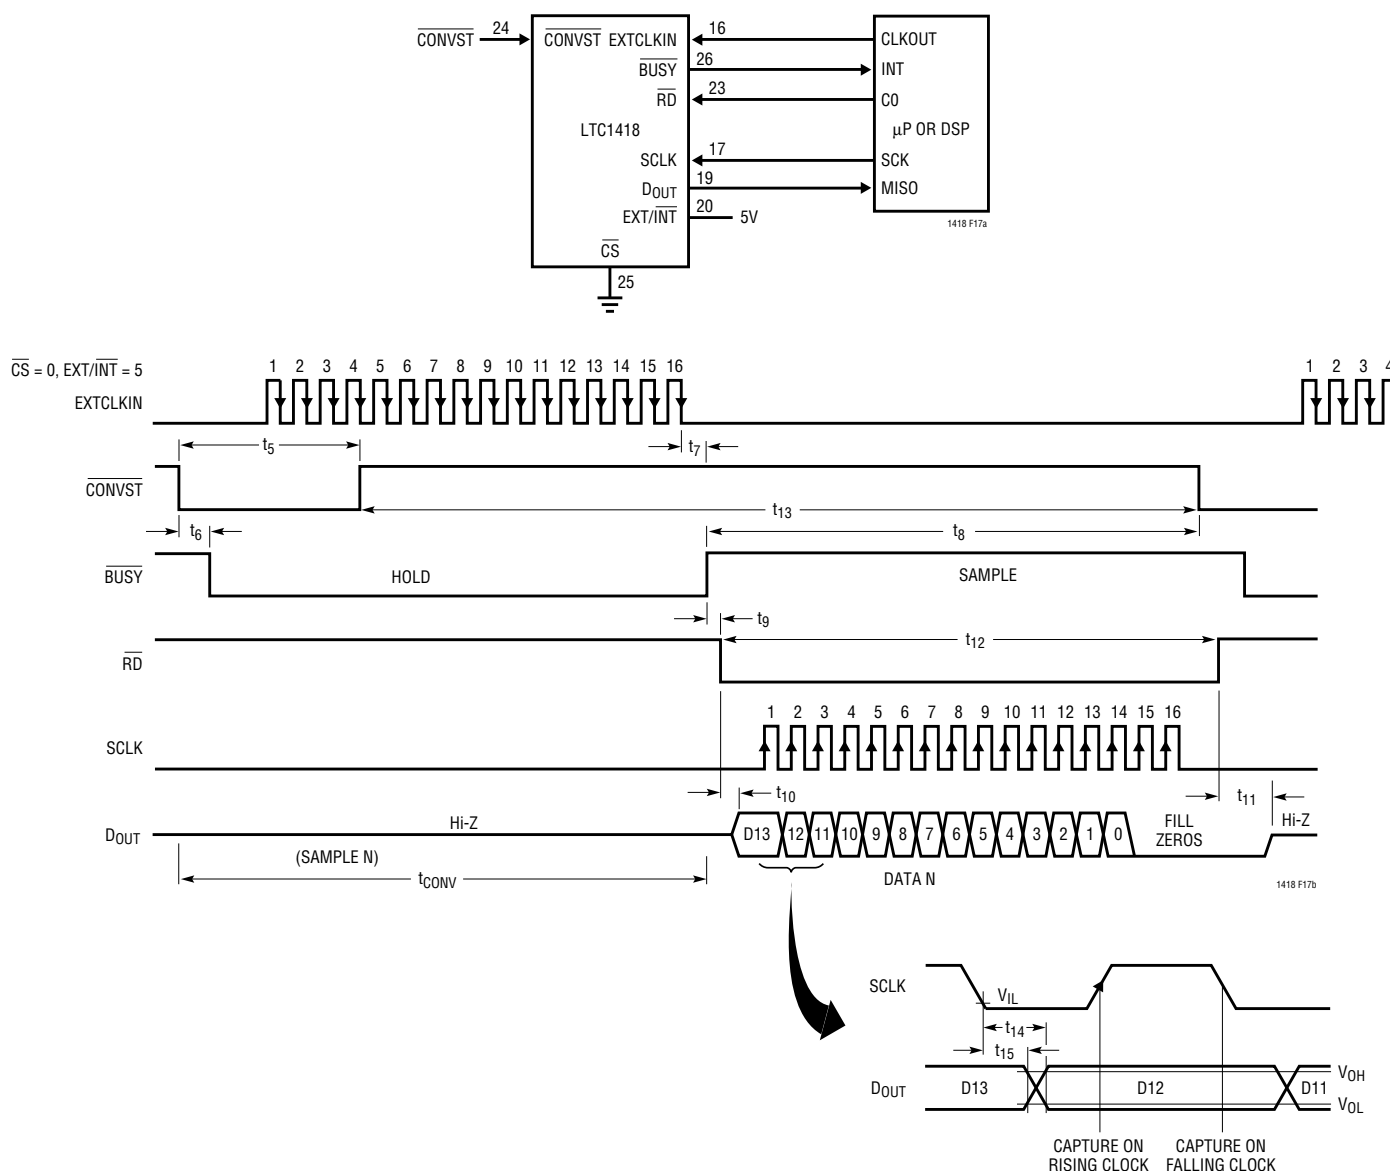 CONVST 24 CONVST EXTCLKIN 16 CLKOUT
BUSY 26 INT
RD 23 C0
LTC1418 µP OR DSP
SCLK 17 SCK
DOUT 19 MISO
EXT/INT 20 5V
1418 F17a
CS
25
CS = 0, EXT/INT = 5
1 2 3 4 5 6 7 8 9 10 11 12 13 14 15 16 1 2 3 4
EXTCLKIN
t5
t7
CONVST
t13
t6
t8
BUSY HOLD SAMPLE
t9
RD
t12
1 2 3 4 5 6 7 8 9 10 11 12 13 14 15 16
SCLK
t10
t11
DOUT Hi-Z D13 12 11 10 9 8 7 6 5 4 3 2 1 0 FILL ZEROS Hi-Z
(SAMPLE N)
tCONV
DATA N
1418 F17b
SCLK
VIL
t14
t15
DOUT D13 D12 D11 VOH
VOL
CAPTURE ON RISING CLOCK
CAPTURE ON FALLING CLOCK